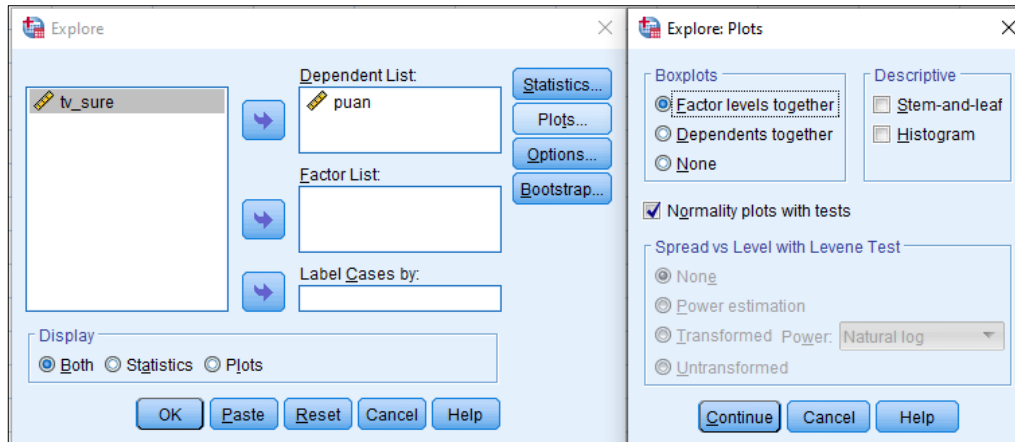 Explore
tv_sure
Dependent List:
puan
Factor List:
Label Cases by:
Statistics...
Plots...
Options...
Bootstrap...
Display
Both Statistics Plots
OK Paste Reset Cancel Help
Explore: Plots
Boxplots
Factor levels together
Dependents together
None
Descriptive
Stem-and-leaf
Histogram
Normality plots with tests
Spread vs Level with Levene Test
None
Power estimation
Transformed Power: Natural log
Untransformed
Continue Cancel Help